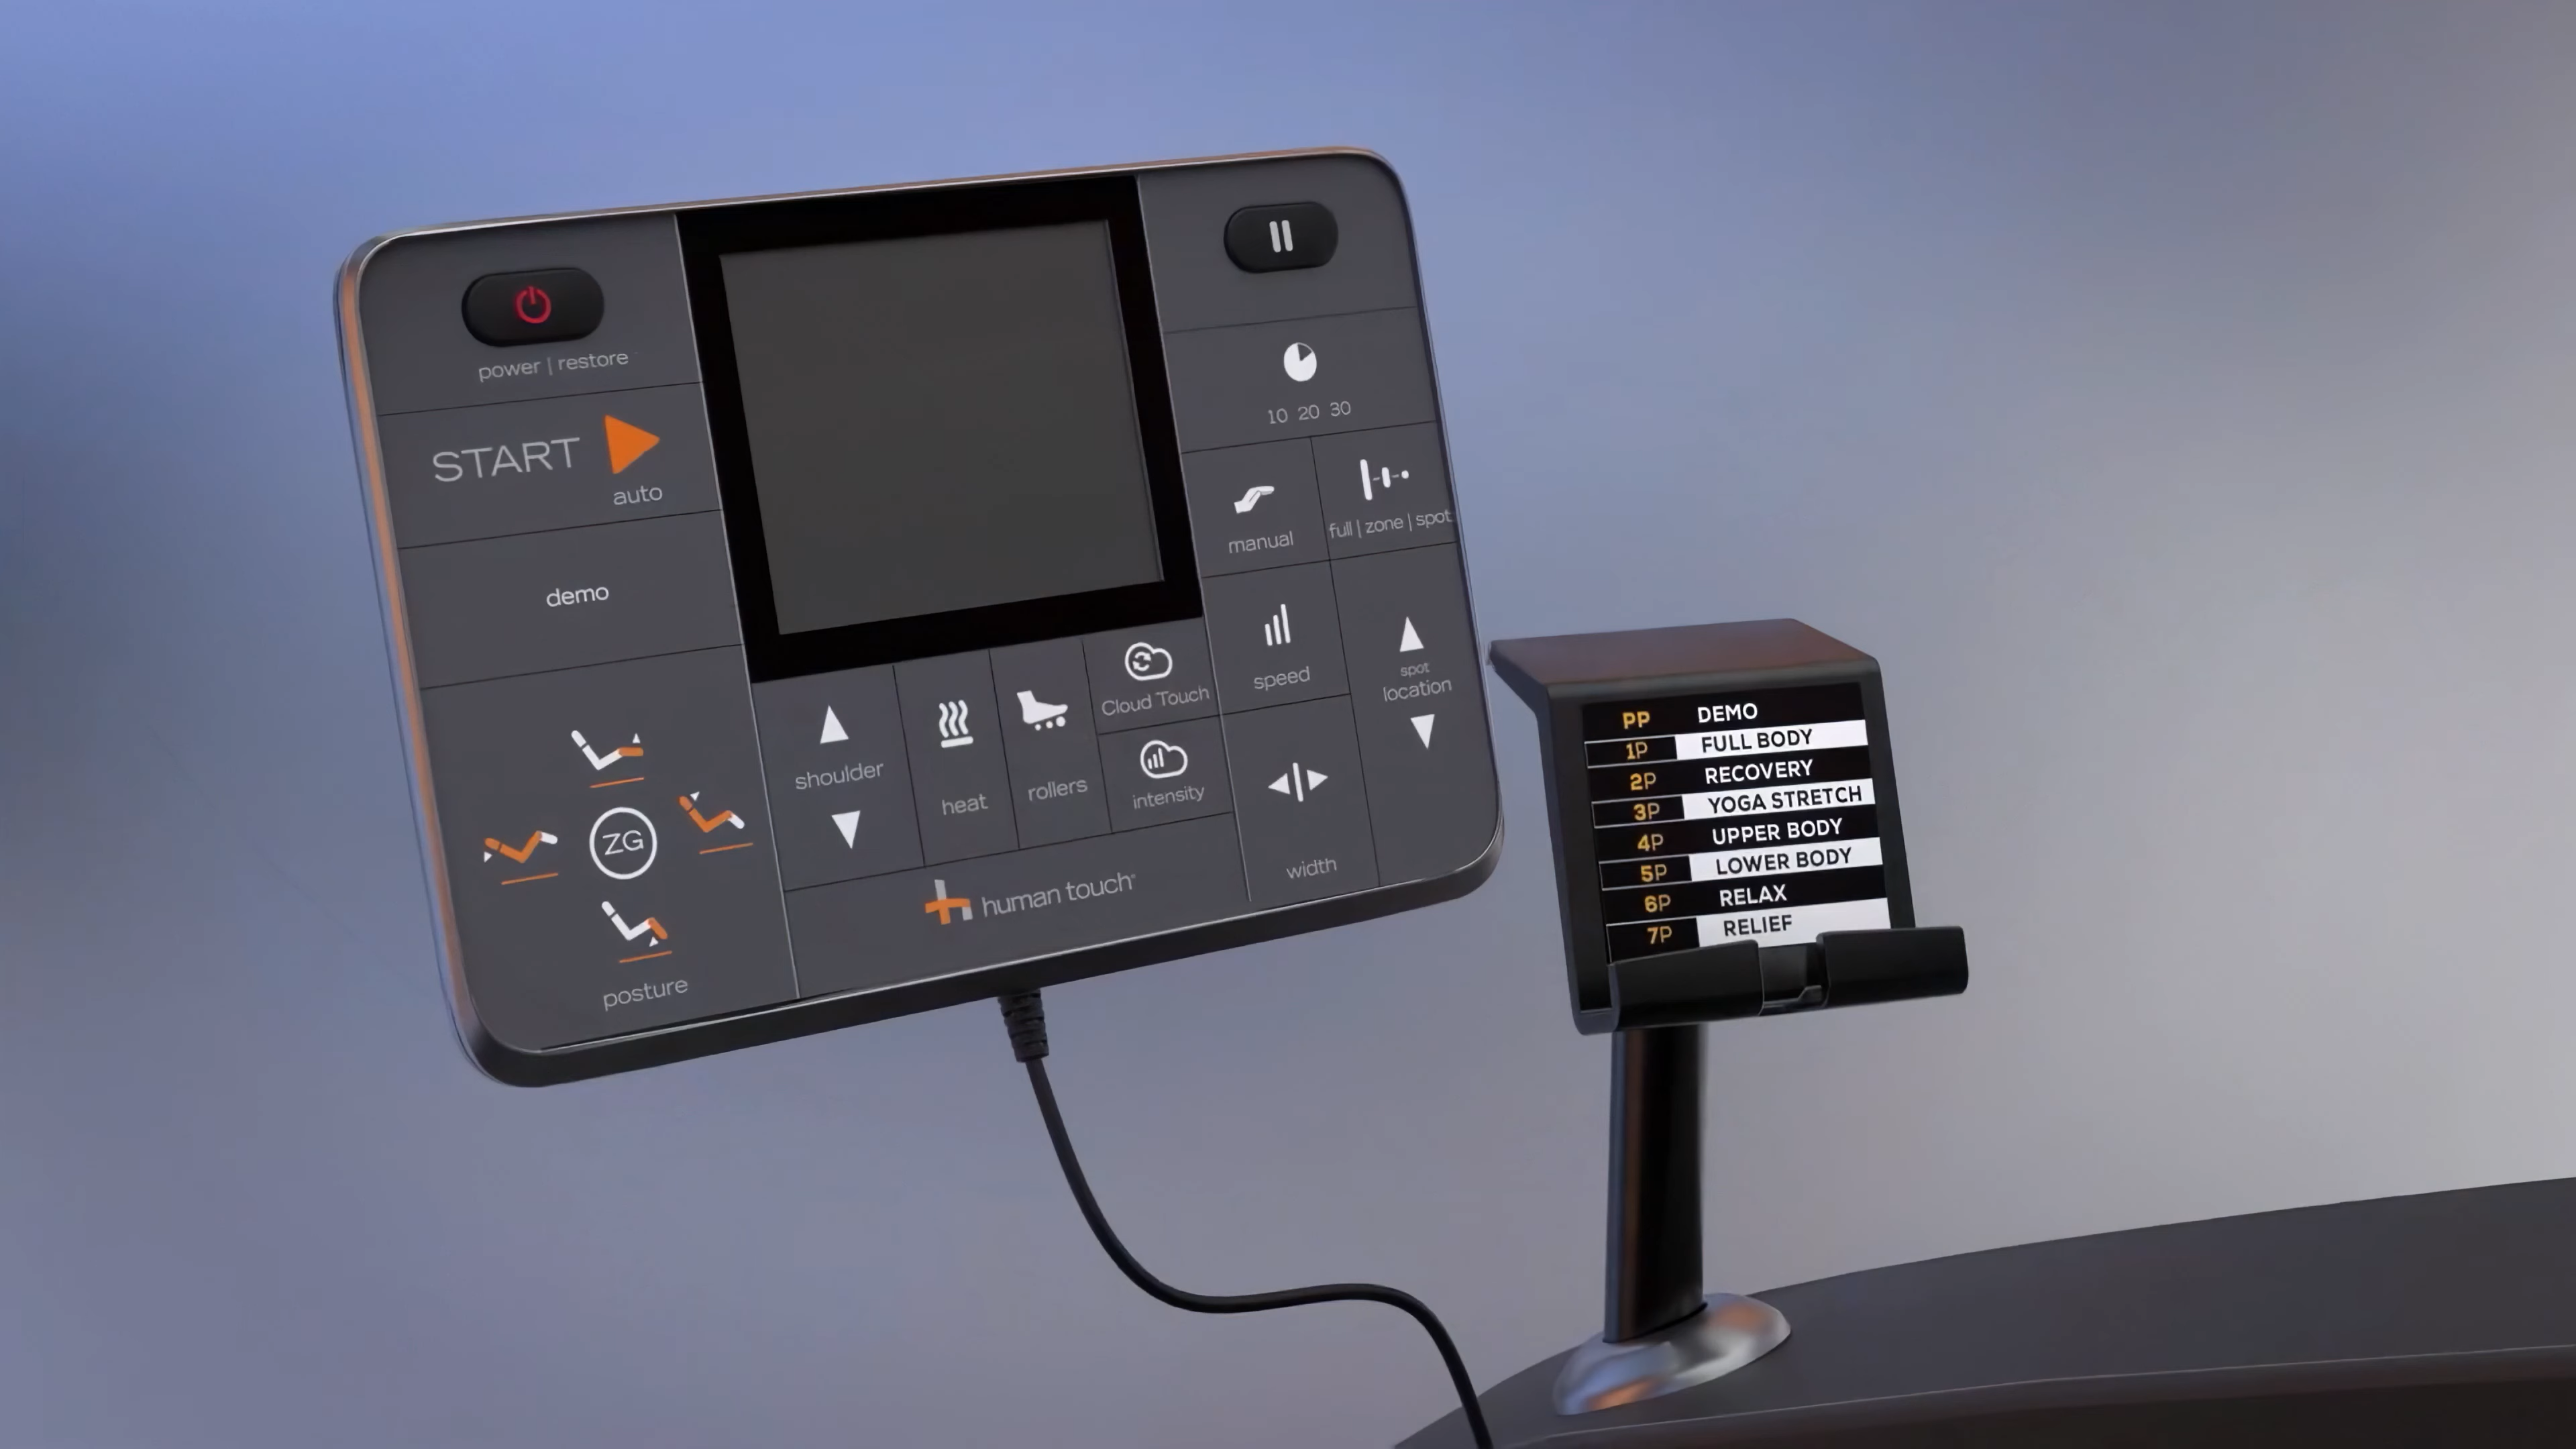 power | restore
START
auto
demo
ZG
posture
shoulder
heat
rollers
Cloud Touch
intensity
human touch
10 20 30
manual
full | zone | spot
speed
spot
location
width
PP DEMO
1P FULL BODY
2P RECOVERY
3P YOGA STRETCH
4P UPPER BODY
5P LOWER BODY
6P RELAX
7P RELIEF